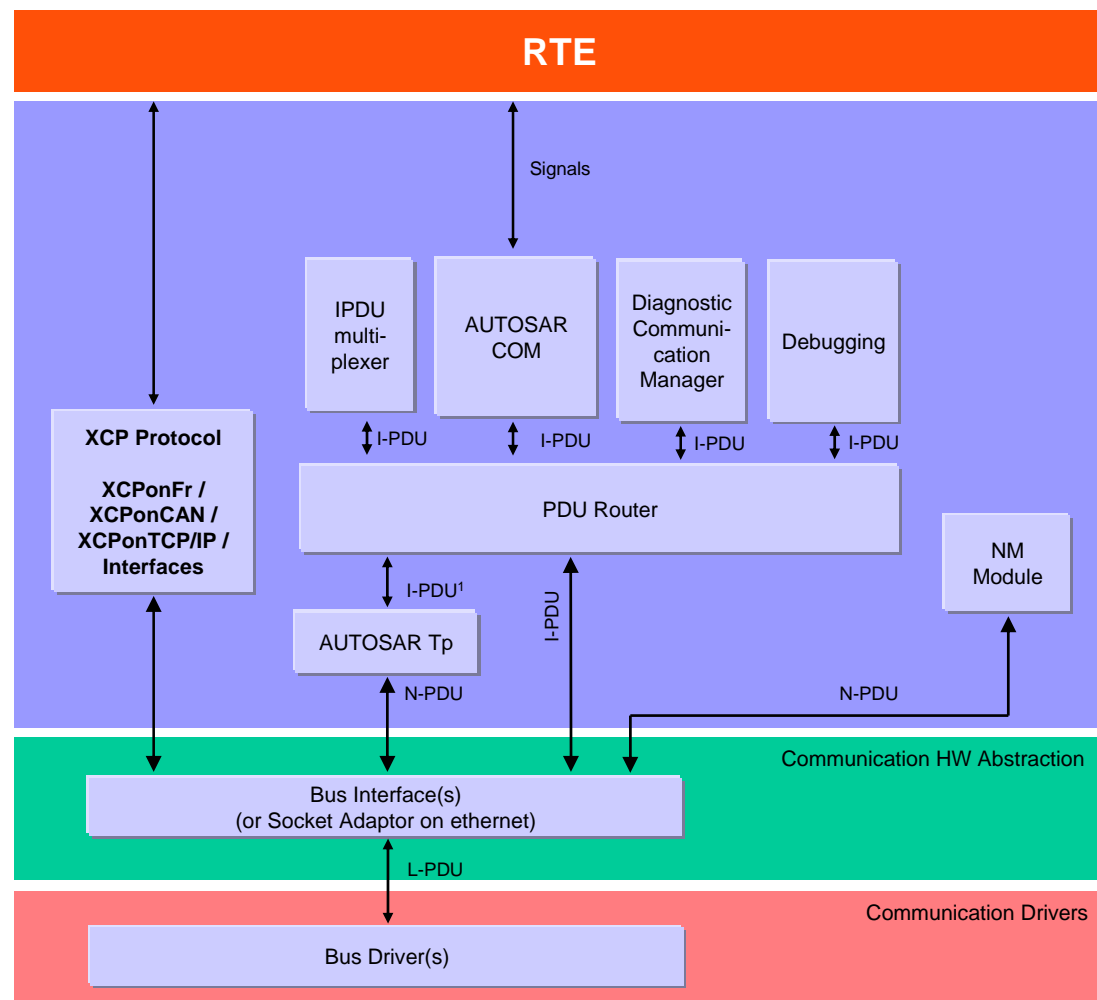 RTE
Signals
IPDU
multi-
plexer
AUTOSAR
COM
Diagnostic
Communi-
cation
Manager
Debugging
XCP Protocol
XCPonFr /
XCPonCAN /
XCPonTCP/IP /
Interfaces
I-PDU
I-PDU
I-PDU
I-PDU
PDU Router
NM
Module
I-PDU¹
I-PDU
AUTOSAR Tp
N-PDU
N-PDU
Communication HW Abstraction
Bus Interface(s)
(or Socket Adaptor on ethernet)
L-PDU
Communication Drivers
Bus Driver(s)